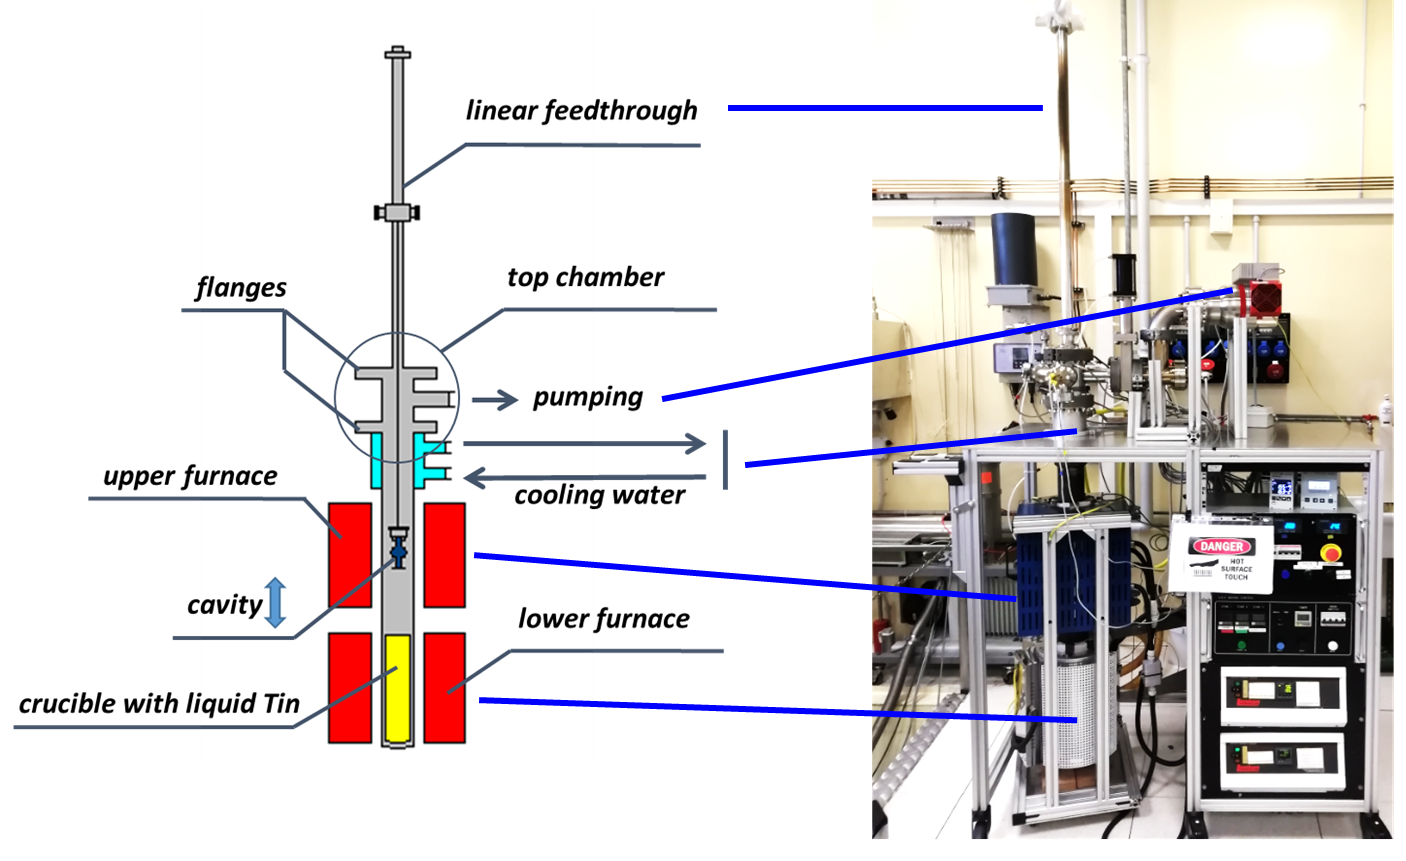 linear feedthrough
flanges
top chamber
pumping
upper furnace
cooling water
cavity
lower furnace
crucible with liquid Tin
DANGER
HOT
SURFACE
TOUCH